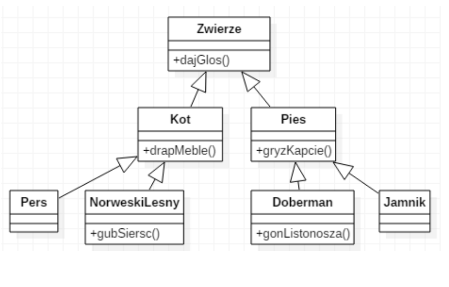 Zwierze
+dajGlos()
Kot
+drapMeble()
Pies
+gryzKapcie()
Pers
NorweskiLesny
+gubSiersc()
Doberman
+gonListonosza()
Jamnik